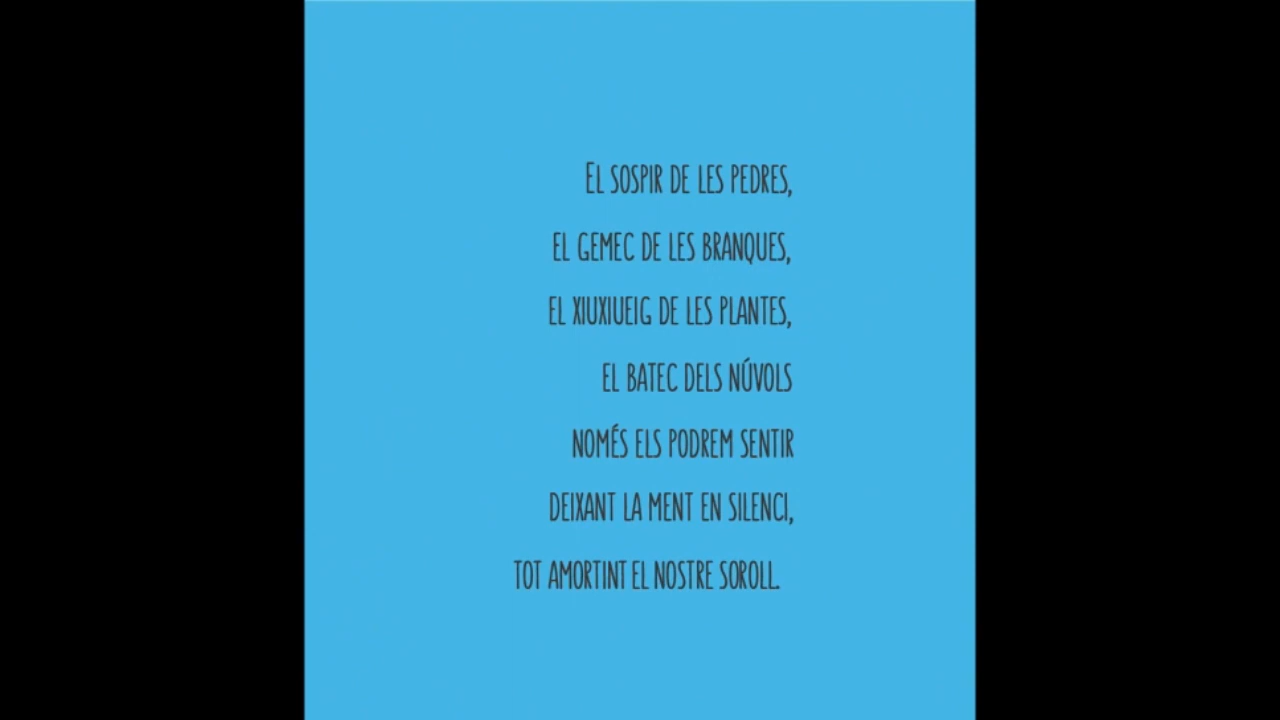 EL SOSPIR DE LES PEDRES,
EL GEMEC DE LES BRANQUES,
EL XIUXIUEIG DE LES PLANTES,
EL BATEC DELS NÚVOLS
NOMÉS ELS PODREM SENTIR
DEIXANT LA MENT EN SILENCI,
TOT AMORTINT EL NOSTRE SOROLL.